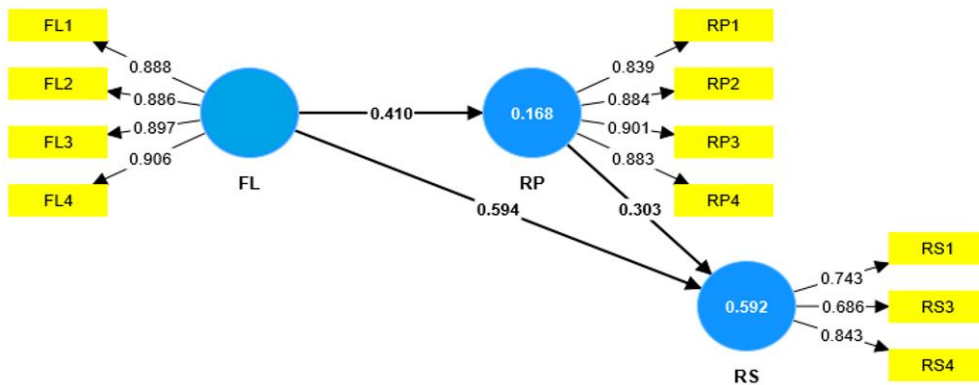 FL1
FL2
FL3
FL4
0.888
0.886
0.897
0.906
FL
0.410
0.594
0.168
RP
0.839
0.884
0.901
0.883
RP1
RP2
RP3
RP4
0.303
0.592
RS
0.743
0.686
0.843
RS1
RS3
RS4